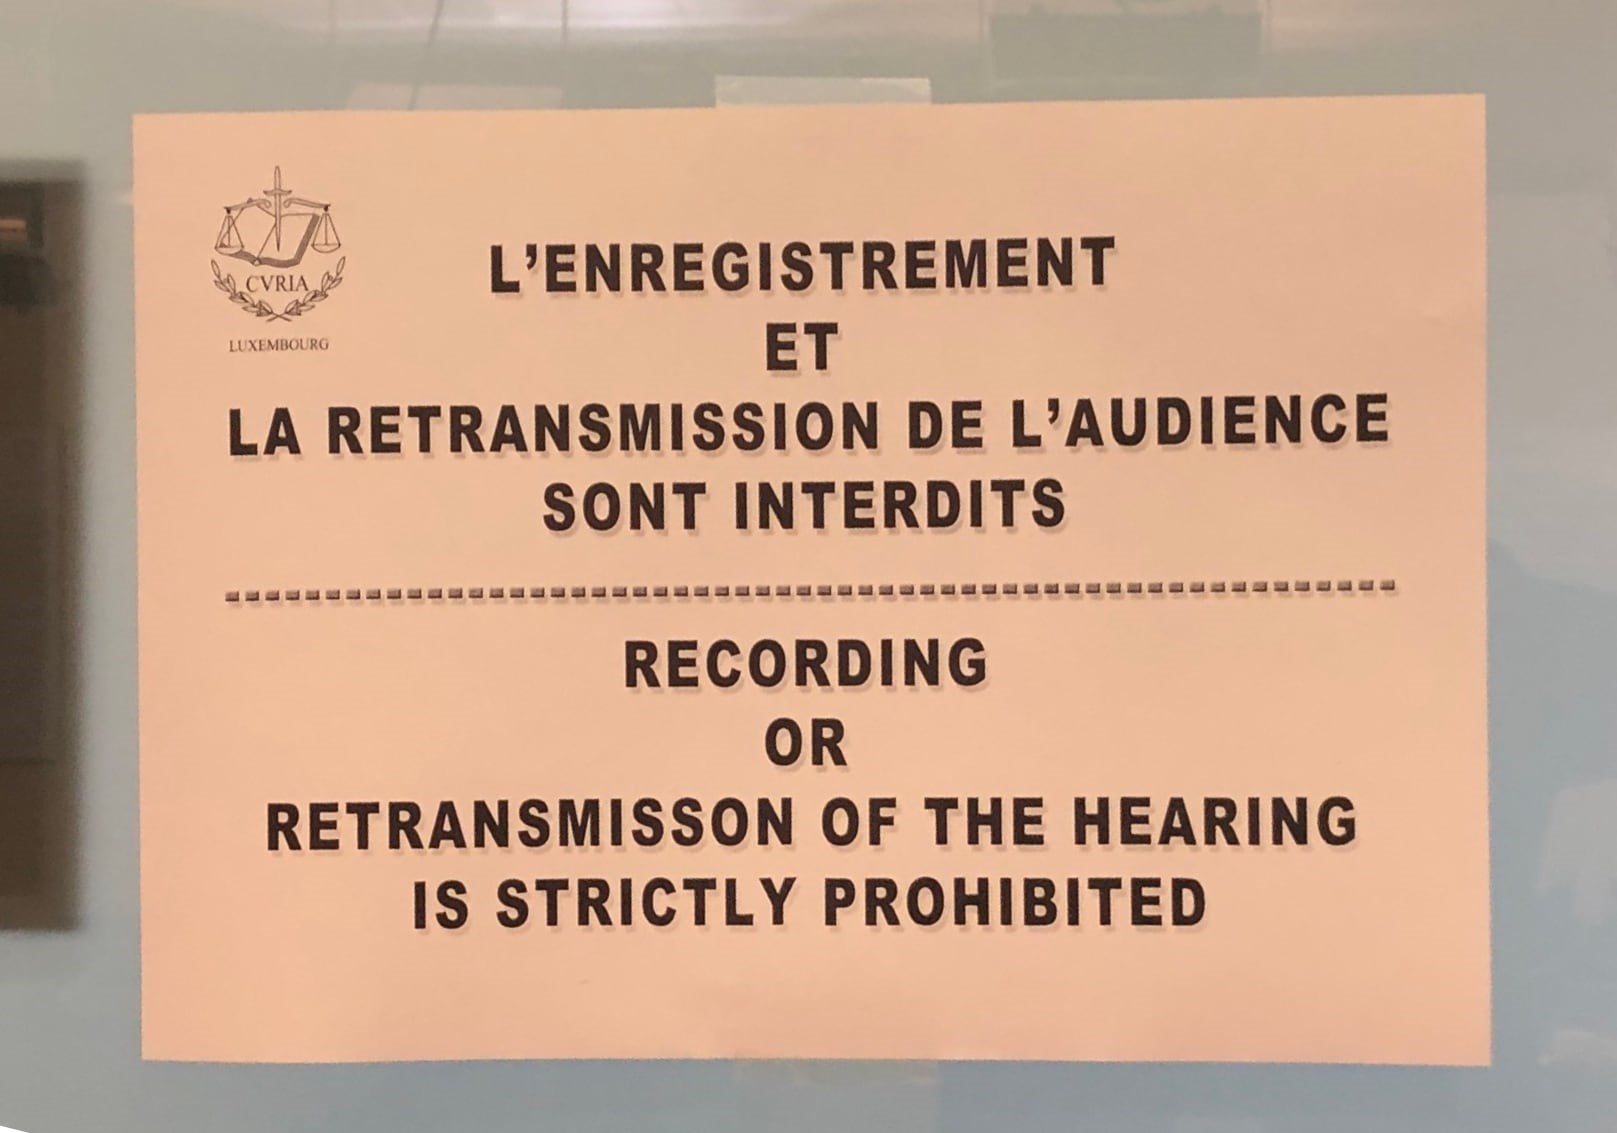 CVRIA
LUXEMBOURG
L'ENREGISTREMENT
ET
LA RETRANSMISSION DE L'AUDIENCE
SONT INTERDITS
RECORDING
OR
RETRANSMISSON OF THE HEARING
IS STRICTLY PROHIBITED